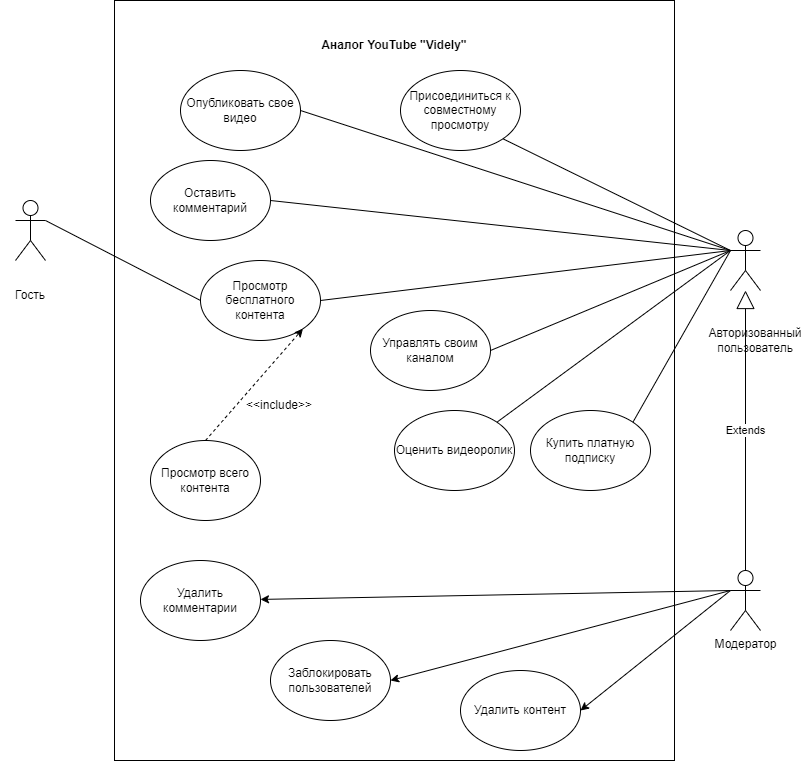 Аналог YouTube "Videly"
Опубликовать свое
видео
Присоединиться к
совместному
просмотру
Оставить
комментарий
Гость
Просмотр
бесплатного
контента
Авторизованный
пользователь
Управлять своим
каналом
<<include>>
Extends
Оценить видеоролик
Купить платную
подписку
Просмотр всего
контента
Удалить
комментарии
Модератор
Заблокировать
пользователей
Удалить контент